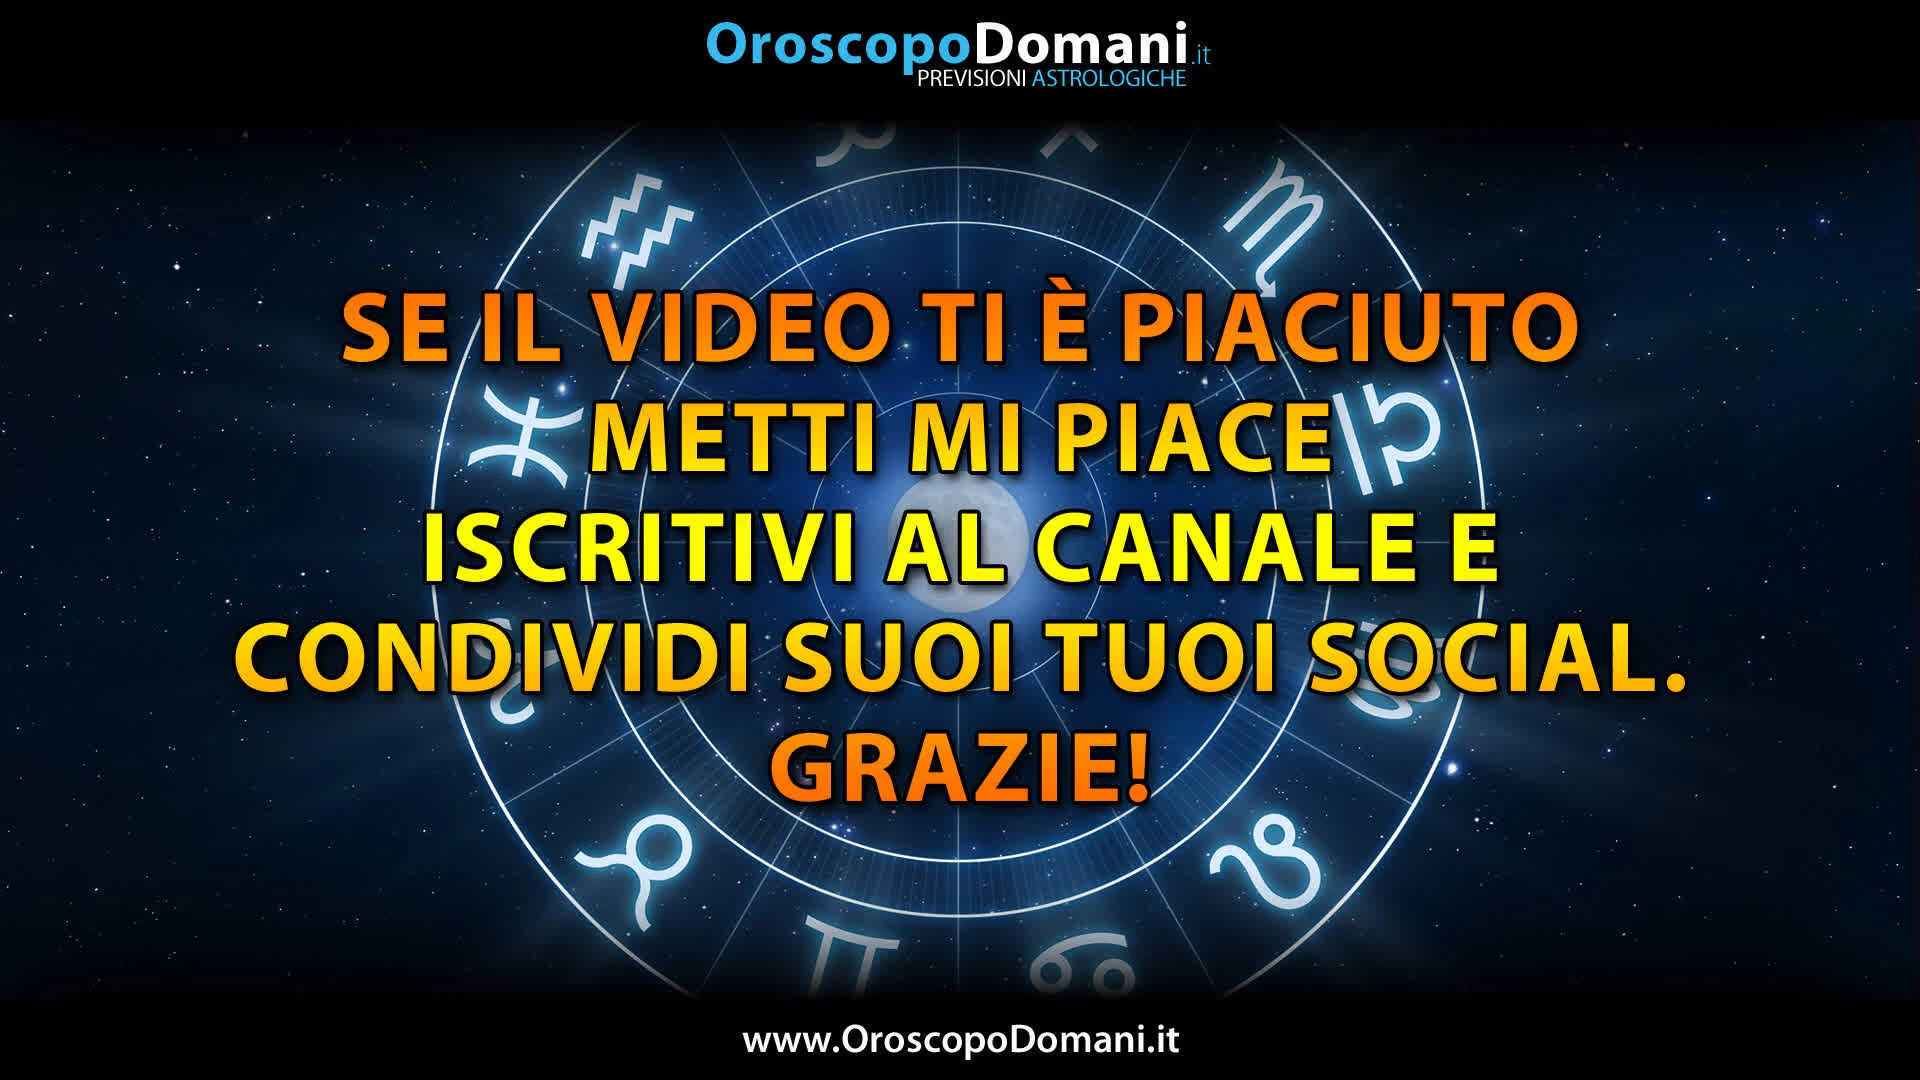 OroscopoDomani.it
PREVISIONI ASTROLOGICHE
SE IL VIDEO TI È PIACIUTO
METTI MI PIACE
ISCRITIVI AL CANALE E
CONDIVIDI SUOI TUOI SOCIAL.
GRAZIE!
www.OroscopoDomani.it